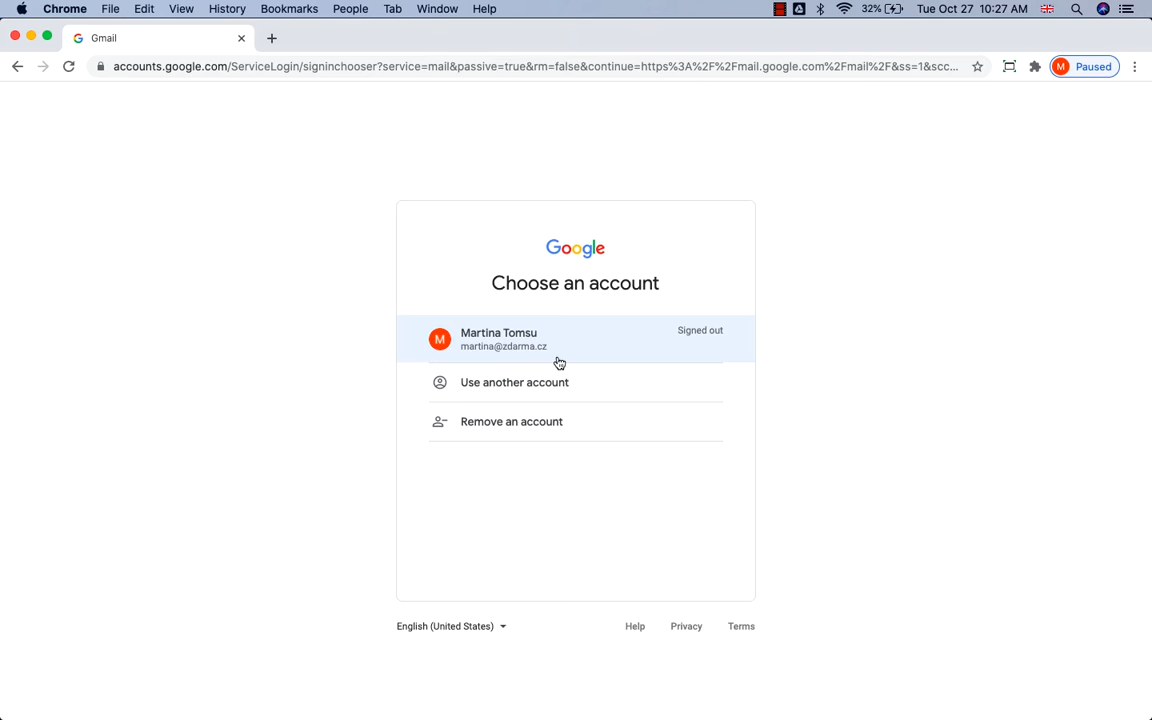 Chrome File Edit View History Bookmarks People Tab Window Help 32% Tue Oct 27 10:27 AM
Gmail
accounts.google.com/ServiceLogin/signinchooser?service=mail&passive=true&rm=false&continue=https%3A%2F%2Fmail.google.com%2Fmail%2F&ss=1&scc... M Paused
Google
Choose an account
M Martina Tomsu Signed out
martina@zdarma.cz
Use another account
Remove an account
English (United States) Help Privacy Terms